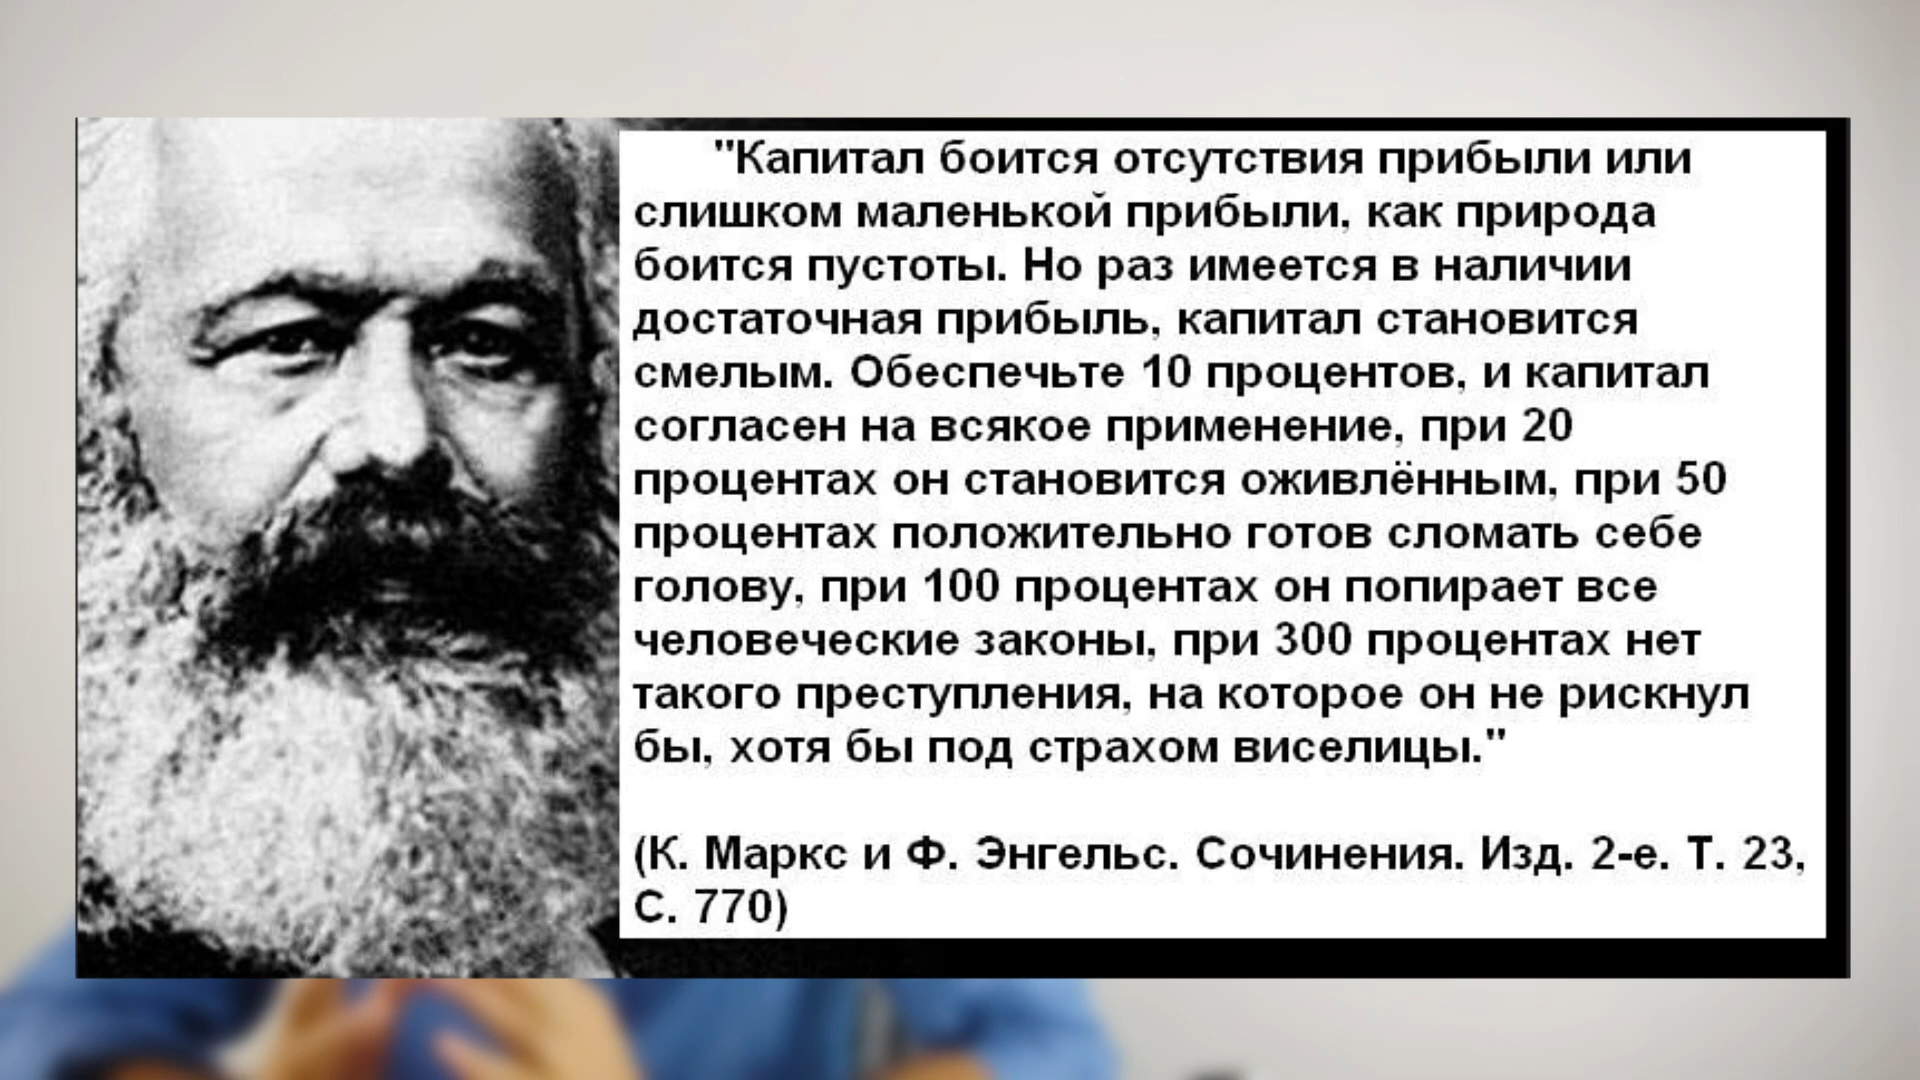 "Капитал боится отсутствия прибыли или
слишком маленькой прибыли, как природа
боится пустоты. Но раз имеется в наличии
достаточная прибыль, капитал становится
смелым. Обеспечьте 10 процентов, и капитал
согласен на всякое применение, при 20
процентах он становится оживлённым, при 50
процентах положительно готов сломать себе
голову, при 100 процентах он попирает все
человеческие законы, при 300 процентах нет
такого преступления, на которое он не рискнул
бы, хотя бы под страхом виселицы."
(К. Маркс и Ф. Энгельс. Сочинения. Изд. 2-е. Т. 23,
С. 770)